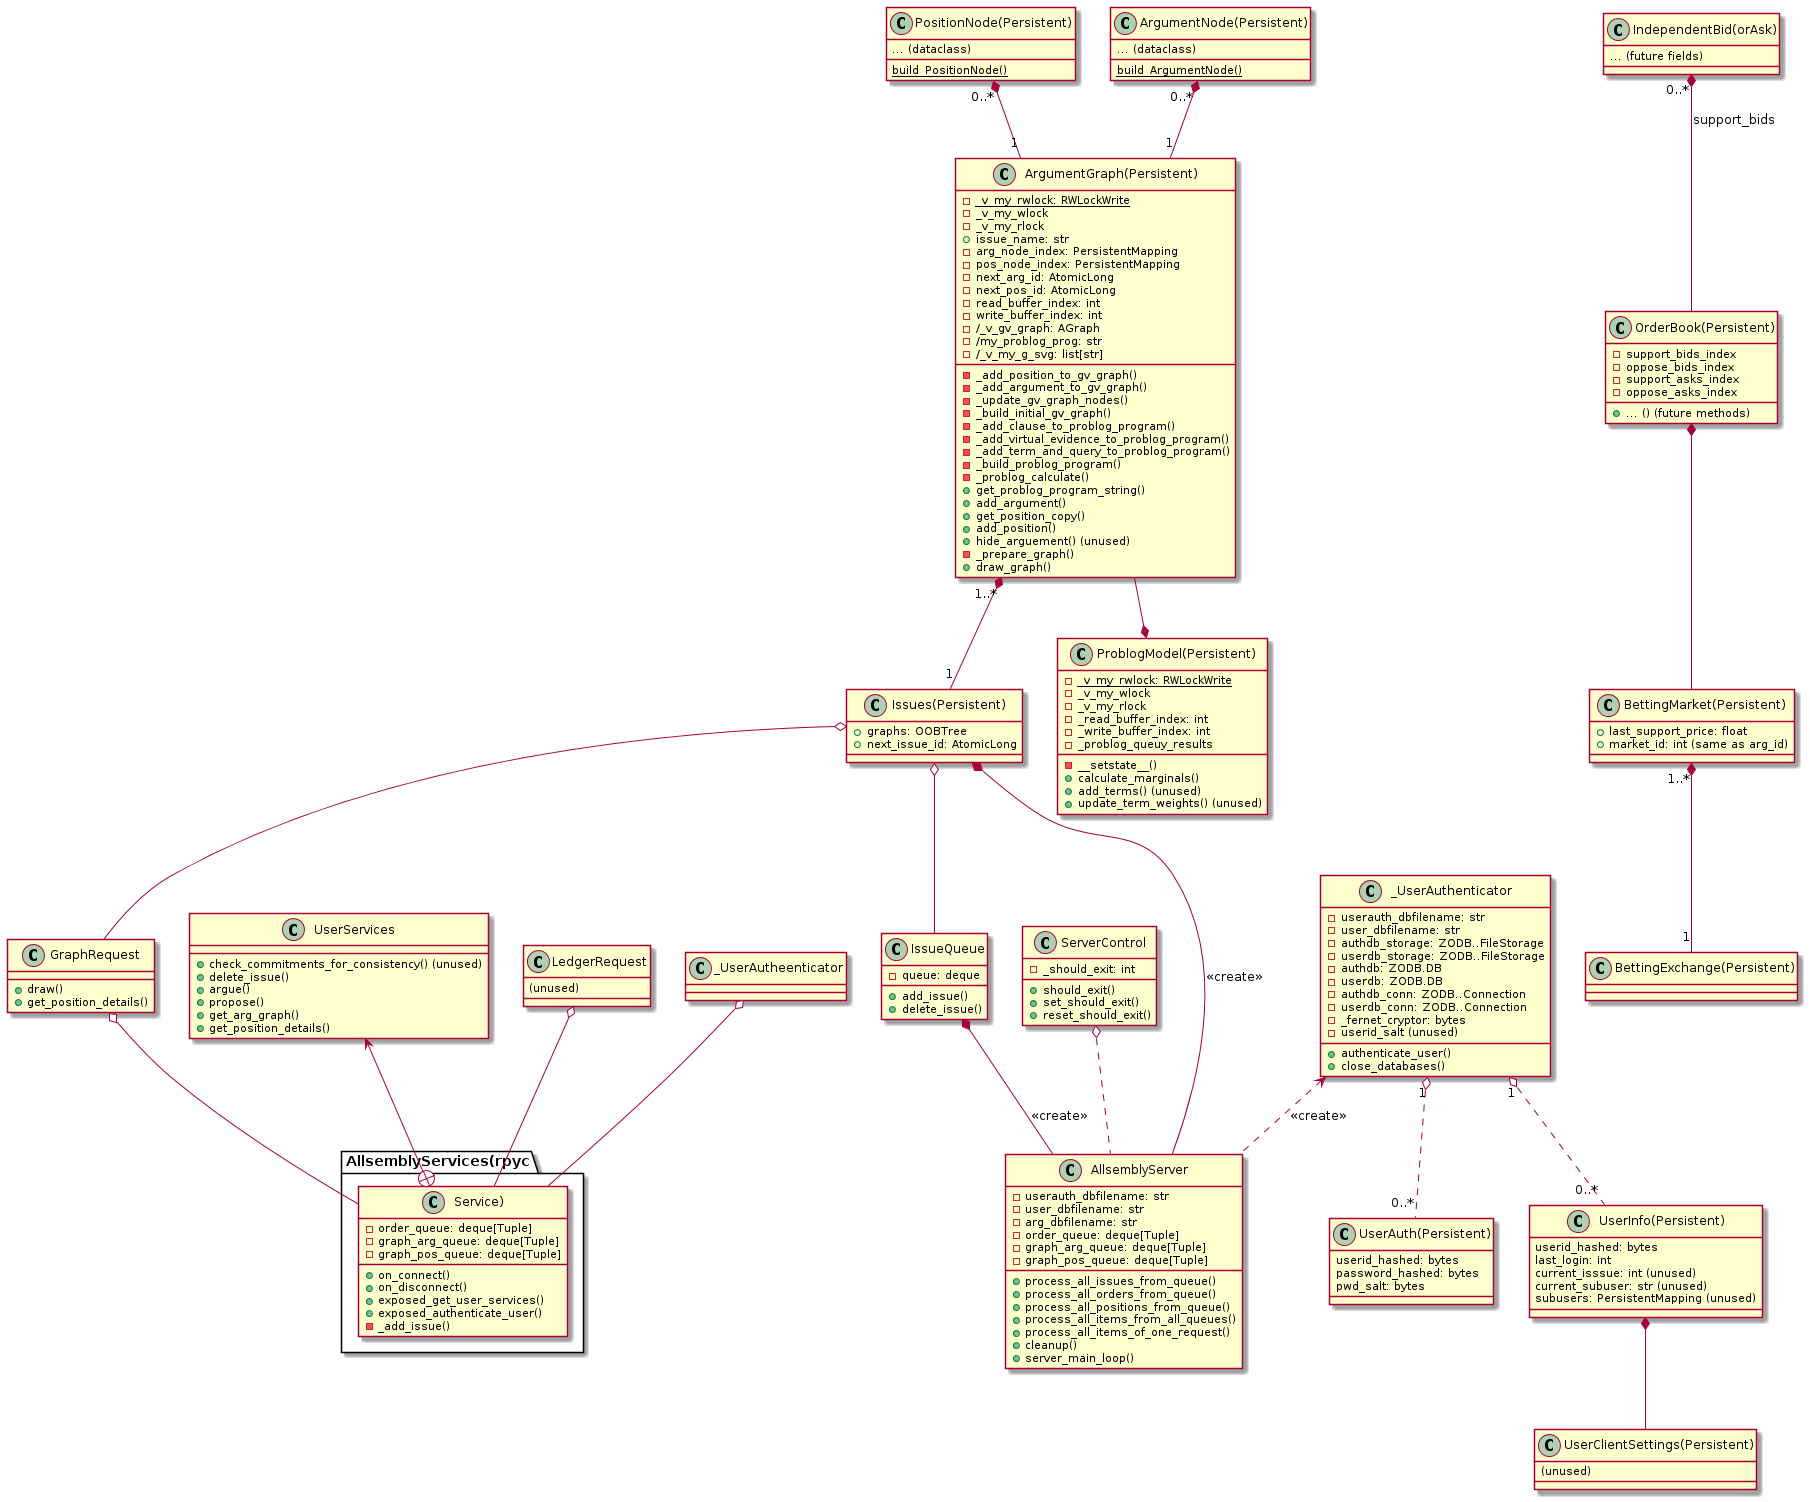 PositionNode(Persistent)
... (dataclass)
build_PositionNode()
ArgumentNode(Persistent)
... (dataclass)
build_ArgumentNode()
IndependentBid(orAsk)
... (future fields)
0..*
0..*
0..*
support_bids
1
1
ArgumentGraph(Persistent)
_v_my_rwlock: RWLockWrite
_v_my_wlock
_v_my_rlock
issue_name: str
arg_node_index: PersistentMapping
pos_node_index: PersistentMapping
next_arg_id: AtomicLong
next_pos_id: AtomicLong
read_buffer_index: int
write_buffer_index: int
/_v_gv_graph: AGraph
/my_problog_prog: str
/_v_my_g_svg: list[str]
_add_position_to_gv_graph()
_add_argument_to_gv_graph()
_update_gv_graph_nodes()
_build_initial_gv_graph()
_add_clause_to_problog_program()
_add_virtual_evidence_to_problog_program()
_add_term_and_query_to_problog_program()
_build_problog_program()
_problog_calculate()
get_problog_program_string()
add_argument()
get_position_copy()
add_position()
hide_arguement() (unused)
_prepare_graph()
draw_graph()
OrderBook(Persistent)
support_bids_index
oppose_bids_index
support_asks_index
oppose_asks_index
... () (future methods)
1..*
1
Issues(Persistent)
graphs: OOBTree
next_issue_id: AtomicLong
ProblogModel(Persistent)
_v_my_rwlock: RWLockWrite
_v_my_wlock
_v_my_rlock
_read_buffer_index: int
_write_buffer_index: int
_problog_queuy_results
__setstate__()
calculate_marginals()
add_terms() (unused)
update_term_weights() (unused)
BettingMarket(Persistent)
last_support_price: float
market_id: int (same as arg_id)
1..*
1
GraphRequest
draw()
get_position_details()
UserServices
check_commitments_for_consistency() (unused)
delete_issue()
argue()
propose()
get_arg_graph()
get_position_details()
LedgerRequest
(unused)
_UserAutheenticator
IssueQueue
queue: deque
add_issue()
delete_issue()
ServerControl
_should_exit: int
should_exit()
set_should_exit()
reset_should_exit()
«create»
_UserAuthenticator
userauth_dbfilename: str
user_dbfilename: str
authdb_storage: ZODB..FileStorage
userdb_storage: ZODB..FileStorage
authdb: ZODB.DB
userdb: ZODB.DB
authdb_conn: ZODB..Connection
userdb_conn: ZODB..Connection
_fernet_cryptor: bytes
userid_salt (unused)
authenticate_user()
close_databases()
BettingExchange(Persistent)
«create»
«create»
1
1
0..*
0..*
AllsemblyServices(rpyc
Service)
order_queue: deque[Tuple]
graph_arg_queue: deque[Tuple]
graph_pos_queue: deque[Tuple]
on_connect()
on_disconnect()
exposed_get_user_services()
exposed_authenticate_user()
_add_issue()
AllsemblyServer
userauth_dbfilename: str
user_dbfilename: str
arg_dbfilename: str
order_queue: deque[Tuple]
graph_arg_queue: deque[Tuple]
graph_pos_queue: deque[Tuple]
process_all_issues_from_queue()
process_all_orders_from_queue()
process_all_positions_from_queue()
process_all_items_from_all_queues()
process_all_items_of_one_request()
cleanup()
server_main_loop()
UserAuth(Persistent)
userid_hashed: bytes
password_hashed: bytes
pwd_salt: bytes
UserInfo(Persistent)
userid_hashed: bytes
last_login: int
current_isssue: int (unused)
current_subuser: str (unused)
subusers: PersistentMapping (unused)
UserClientSettings(Persistent)
(unused)